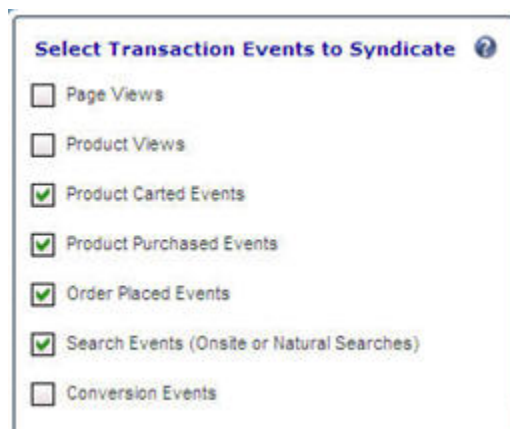 Select Transaction Events to Syndicate ?
Page Views
Product Views
Product Carted Events
Product Purchased Events
Order Placed Events
Search Events (Onsite or Natural Searches)
Conversion Events